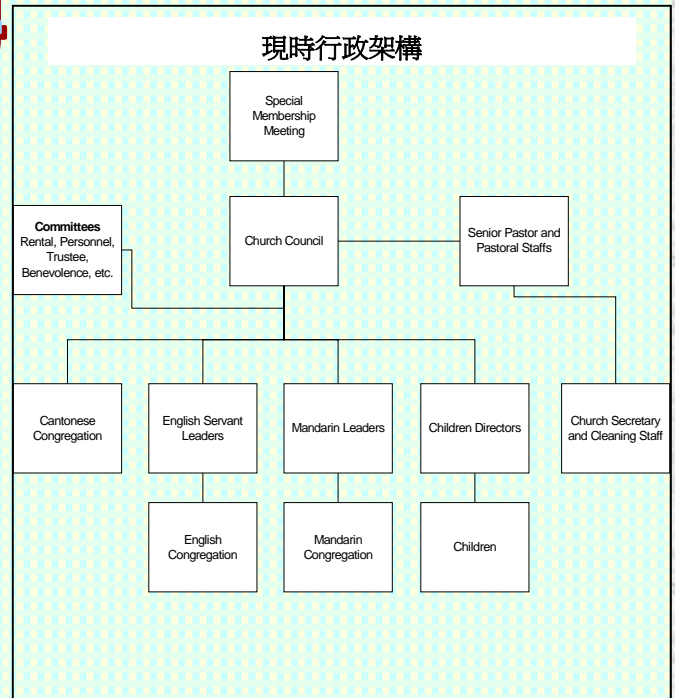 現時行政架構
Special
Membership
Meeting
Committees
Rental, Personnel,
Trustee,
Benevolence, etc.
Church Council
Senior Pastor and
Pastoral Staffs
Cantonese
Congregation
English Servant
Leaders
Mandarin Leaders
Children Directors
Church Secretary
and Cleaning Staff
English
Congregation
Mandarin
Congregation
Children